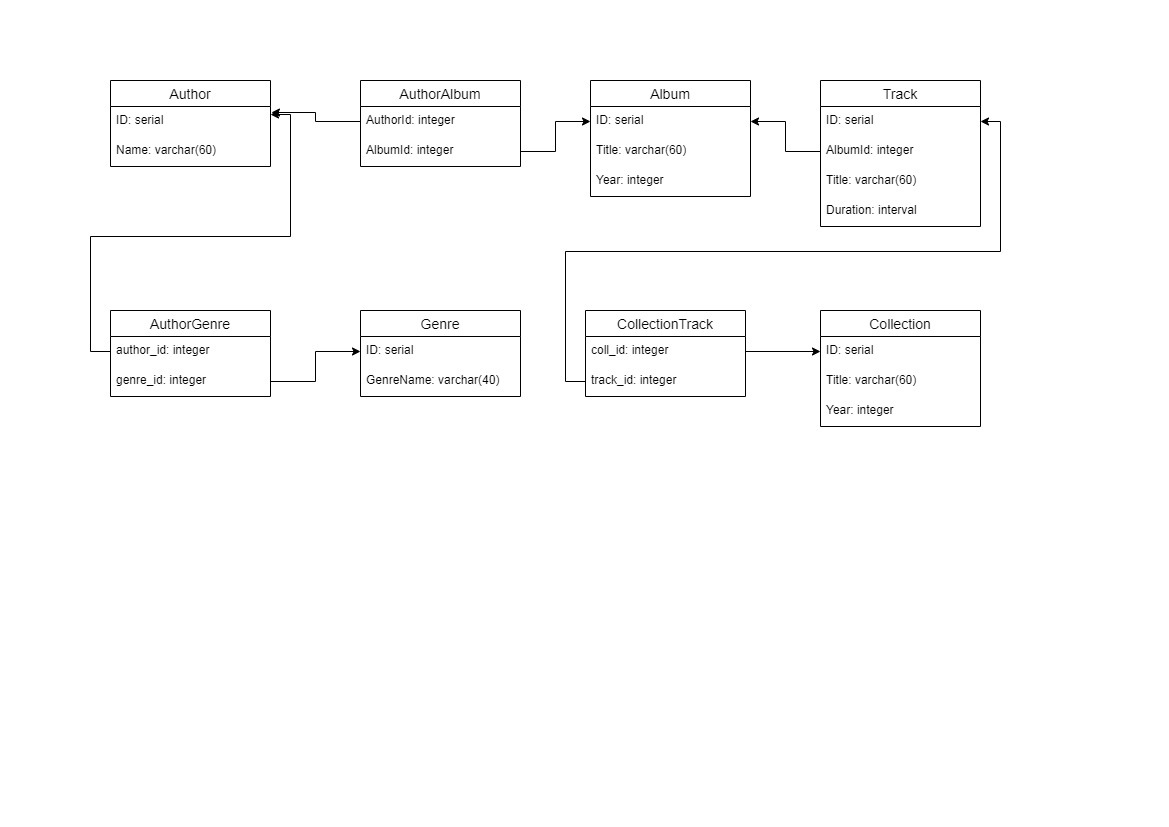 Author
ID: serial
Name: varchar(60)
AuthorAlbum
AuthorId: integer
AlbumId: integer
Album
ID: serial
Title: varchar(60)
Year: integer
Track
ID: serial
AlbumId: integer
Title: varchar(60)
Duration: interval
AuthorGenre
author_id: integer
genre_id: integer
Genre
ID: serial
GenreName: varchar(40)
CollectionTrack
coll_id: integer
track_id: integer
Collection
ID: serial
Title: varchar(60)
Year: integer